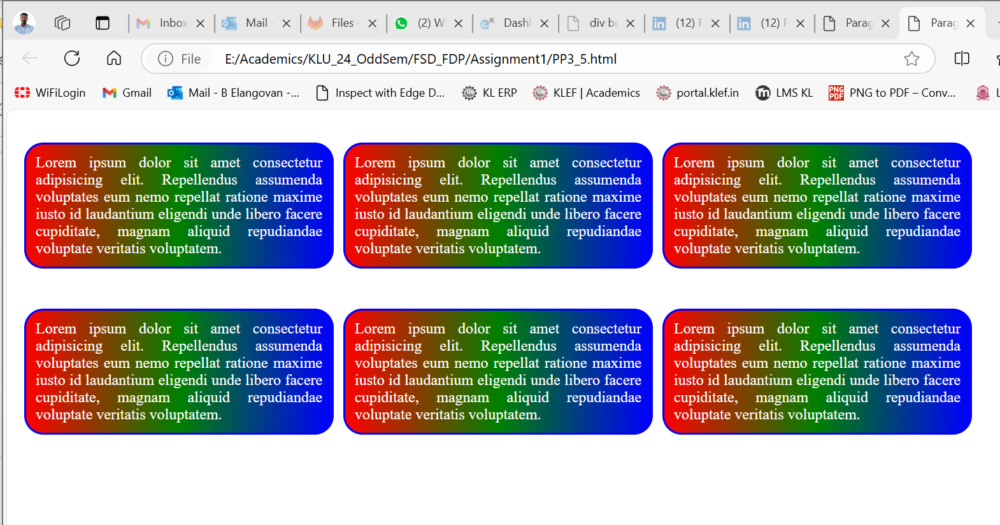 Inbox Mail - Files - (2) W Dash div b (12) F (12) F Parag Parag
File E:/Academics/KLU_24_OddSem/FSD_FDP/Assignment1/PP3_5.html
WiFiLogin Gmail Mail - B Elangovan -... Inspect with Edge D... KL ERP KLEF | Academics portal.klef.in LMS KL PNG to PDF – Conv... L
PNG
PDF
Lorem ipsum dolor sit amet consectetur
adipisicing elit. Repellendus assumenda
voluptates eum nemo repellat ratione maxime
iusto id laudantium eligendi unde libero facere
cupiditate, magnam aliquid repudiandae
voluptate veritatis voluptatem.
Lorem ipsum dolor sit amet consectetur
adipisicing elit. Repellendus assumenda
voluptates eum nemo repellat ratione maxime
iusto id laudantium eligendi unde libero facere
cupiditate, magnam aliquid repudiandae
voluptate veritatis voluptatem.
Lorem ipsum dolor sit amet consectetur
adipisicing elit. Repellendus assumenda
voluptates eum nemo repellat ratione maxime
iusto id laudantium eligendi unde libero facere
cupiditate, magnam aliquid repudiandae
voluptate veritatis voluptatem.
Lorem ipsum dolor sit amet consectetur
adipisicing elit. Repellendus assumenda
voluptates eum nemo repellat ratione maxime
iusto id laudantium eligendi unde libero facere
cupiditate, magnam aliquid repudiandae
voluptate veritatis voluptatem.
Lorem ipsum dolor sit amet consectetur
adipisicing elit. Repellendus assumenda
voluptates eum nemo repellat ratione maxime
iusto id laudantium eligendi unde libero facere
cupiditate, magnam aliquid repudiandae
voluptate veritatis voluptatem.
Lorem ipsum dolor sit amet consectetur
adipisicing elit. Repellendus assumenda
voluptates eum nemo repellat ratione maxime
iusto id laudantium eligendi unde libero facere
cupiditate, magnam aliquid repudiandae
voluptate veritatis voluptatem.